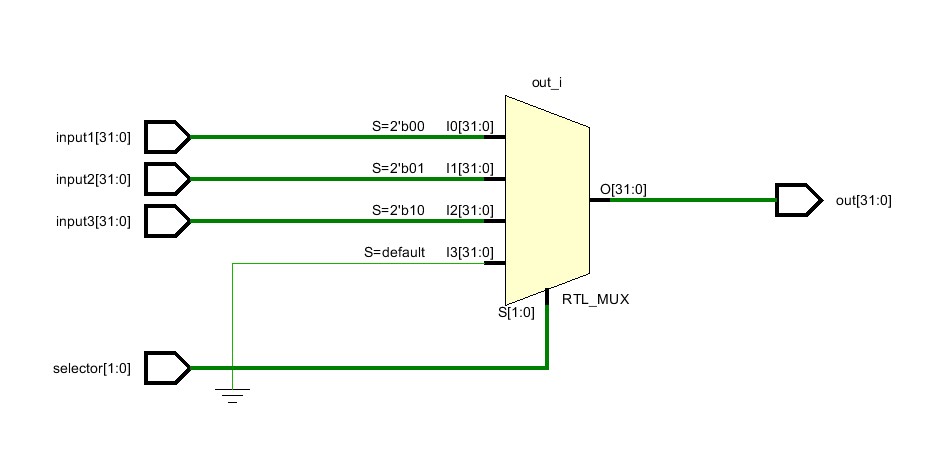 out_i
input1[31:0] S=2'b00 I0[31:0]
input2[31:0] S=2'b01 I1[31:0]
O[31:0] out[31:0]
input3[31:0] S=2'b10 I2[31:0]
S=default I3[31:0]
RTL_MUX
S[1:0]
selector[1:0]